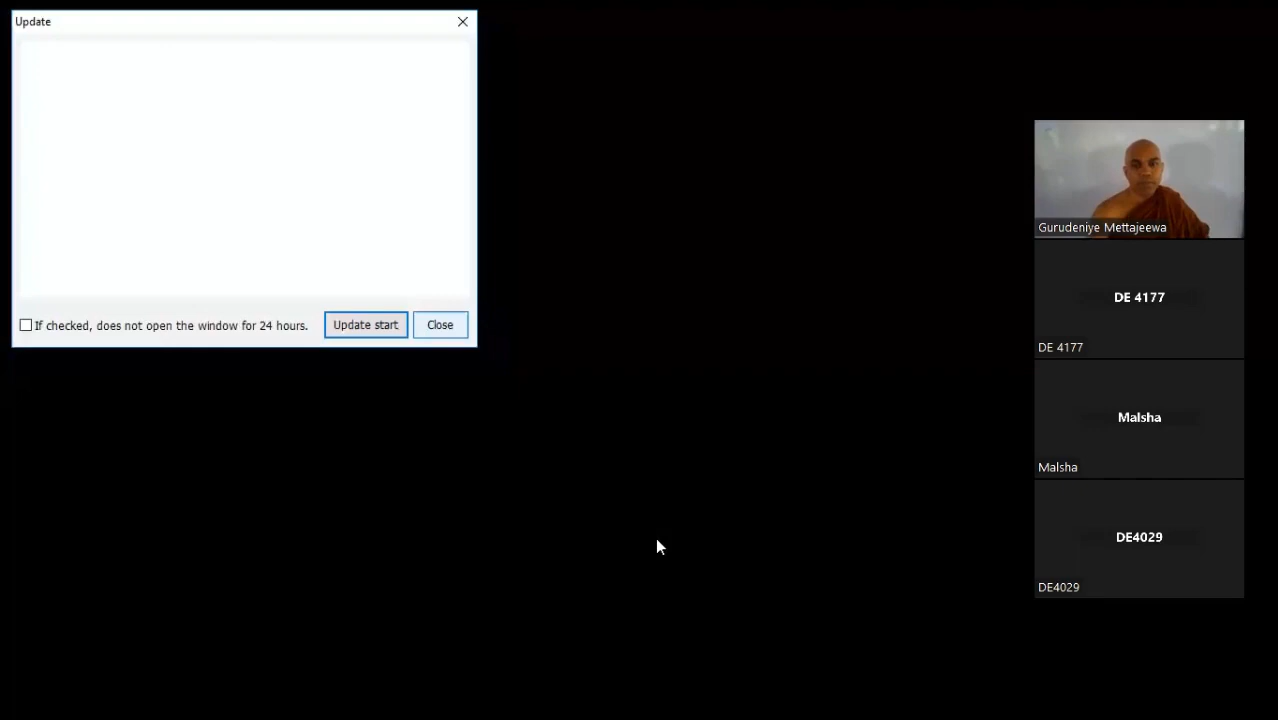 Update
If checked, does not open the window for 24 hours.
Update start
Close
Gurudeniye Mettajeewa
DE 4177
DE 4177
Malsha
Malsha
DE4029
DE4029